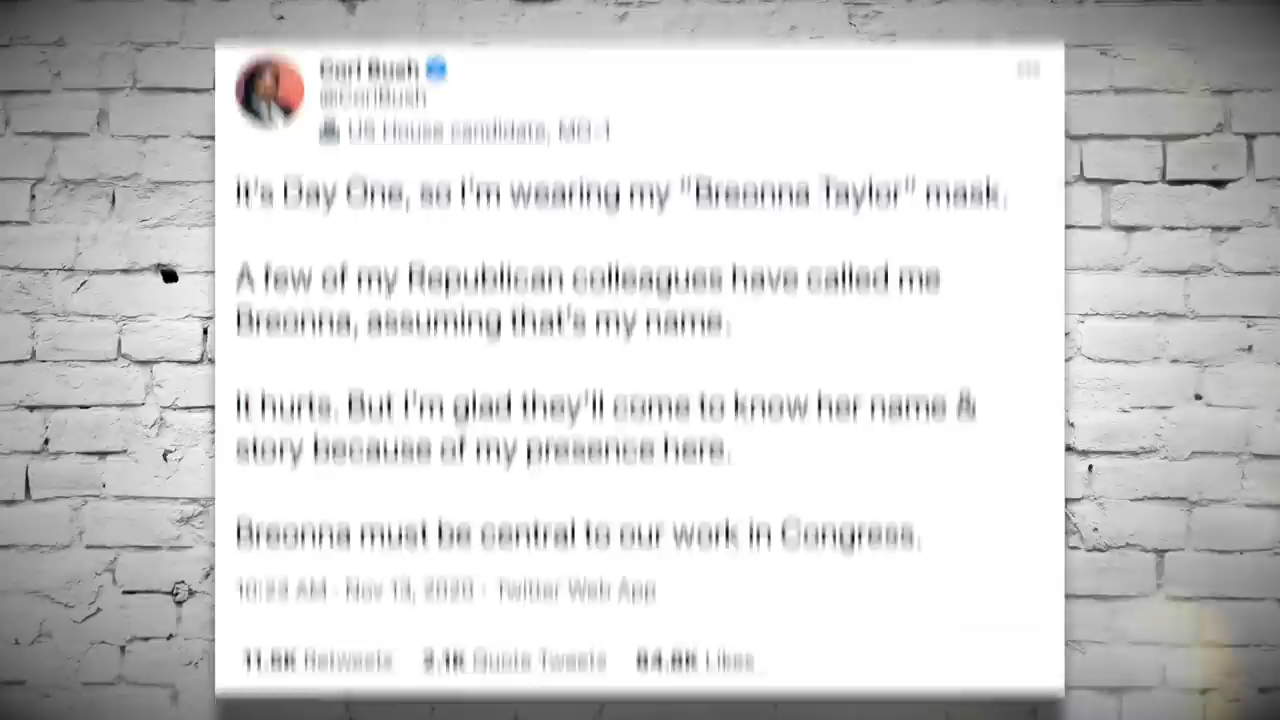 Cori Bush
@CoriBush
US House candidate, MO-1
It's Day One, so I'm wearing my "Breonna Taylor" mask.
A few of my Republican colleagues have called me
Breonna, assuming that's my name.
It hurts. But I'm glad they'll come to know her name &
story because of my presence here.
Breonna must be central to our work in Congress.
Nov 13, 2020 · Twitter Web App
Retweets Quote Tweets Likes